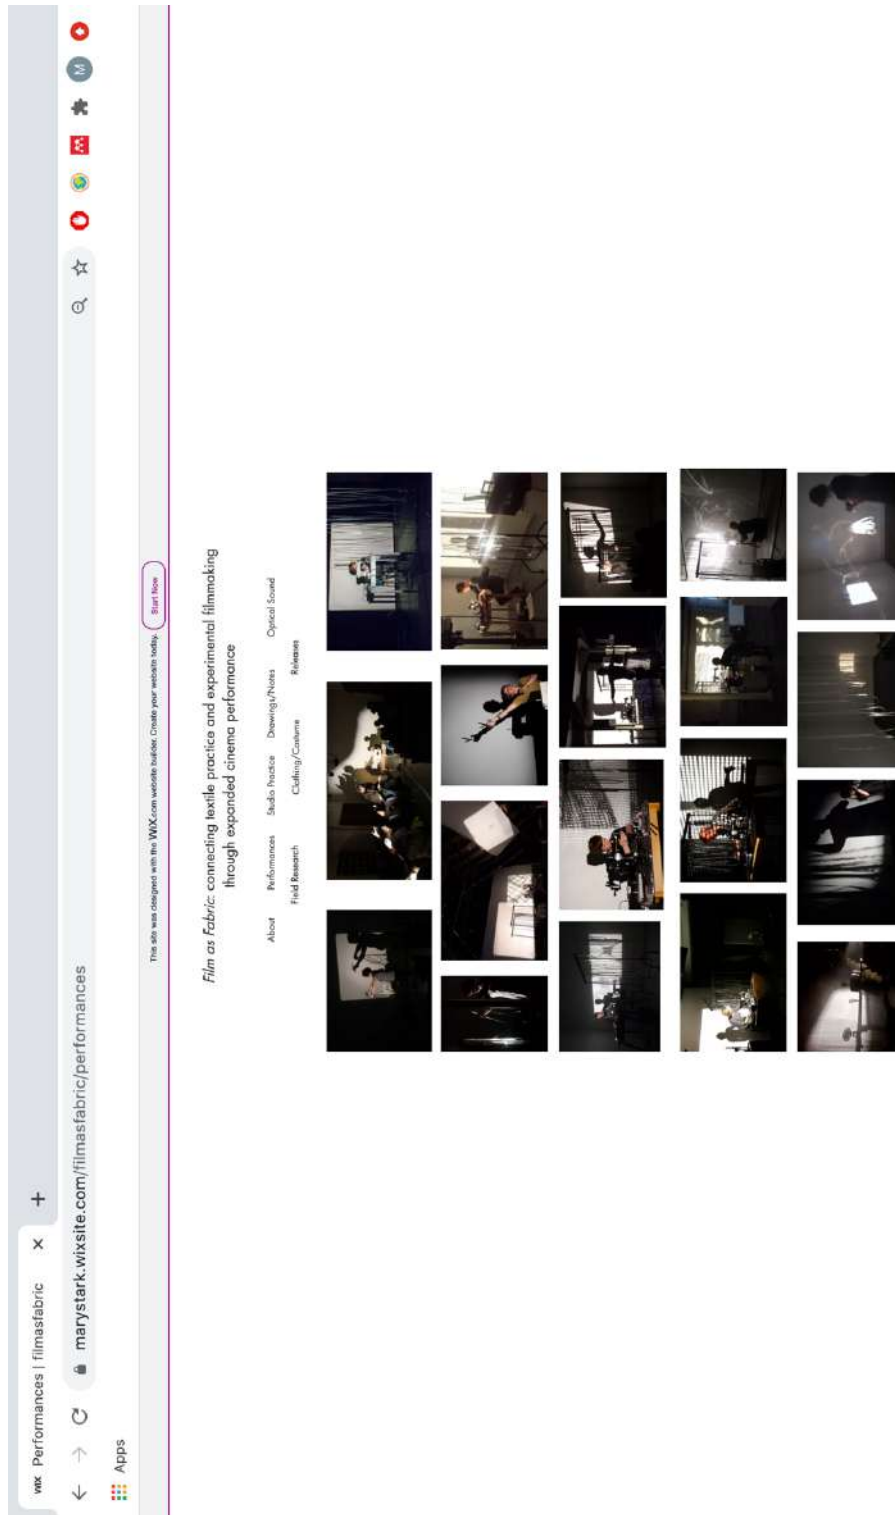 WiX Performances | filmasfabric
marystark.wixsite.com/filmasfabric/performances
M
Apps
This site was designed with the WiX.com website builder. Create your website today. Start Now
Film as Fabric: connecting textile practice and experimental filmmaking
through expanded cinema performance
About Performances Studio Practice Drawings/Notes Optical Sound
Field Research Clothing/Costume Releases